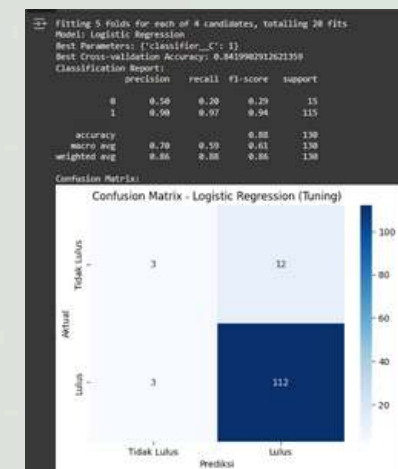 Fitting 5 folds for each of 4 candidates, totalling 20 fits
Model: Logistic Regression
Best Parameters: {'classifier__C': 1}
Best Cross-validation Accuracy: 0.8419902912621359
Classification Report:
precision recall f1-score support
0 0.50 0.20 0.29 15
1 0.90 0.97 0.94 115
accuracy 0.88 130
macro avg 0.70 0.59 0.61 130
weighted avg 0.86 0.88 0.86 130
Confusion Matrix:
Confusion Matrix - Logistic Regression (Tuning)
Aktual
Tidak Lulus 3 12
Lulus 3 112
Tidak Lulus Lulus
Prediksi
100
80
60
40
20